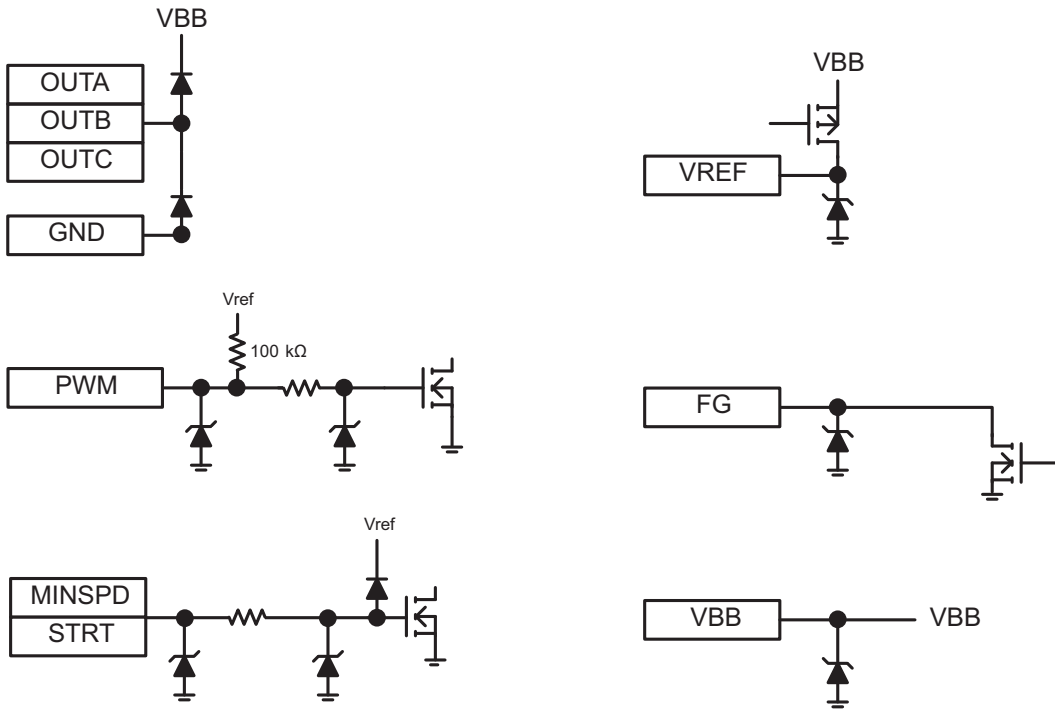 VBB
OUTA
OUTB
OUTC
GND
VBB
VREF
Vref
100 kΩ
PWM
FG
Vref
MINSPD
STRT
VBB
VBB